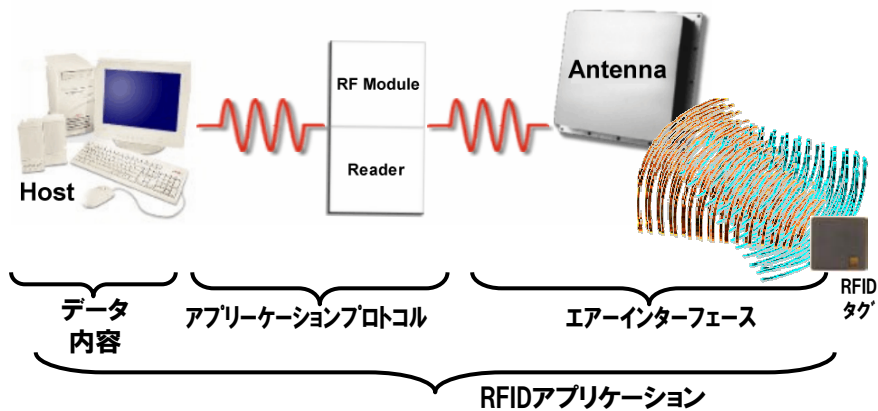 Host
RF Module
Reader
Antenna
RFID
タグ
データ
内容
アプリーケーションプロトコル
エアーインターフェース
RFIDアプリケーション